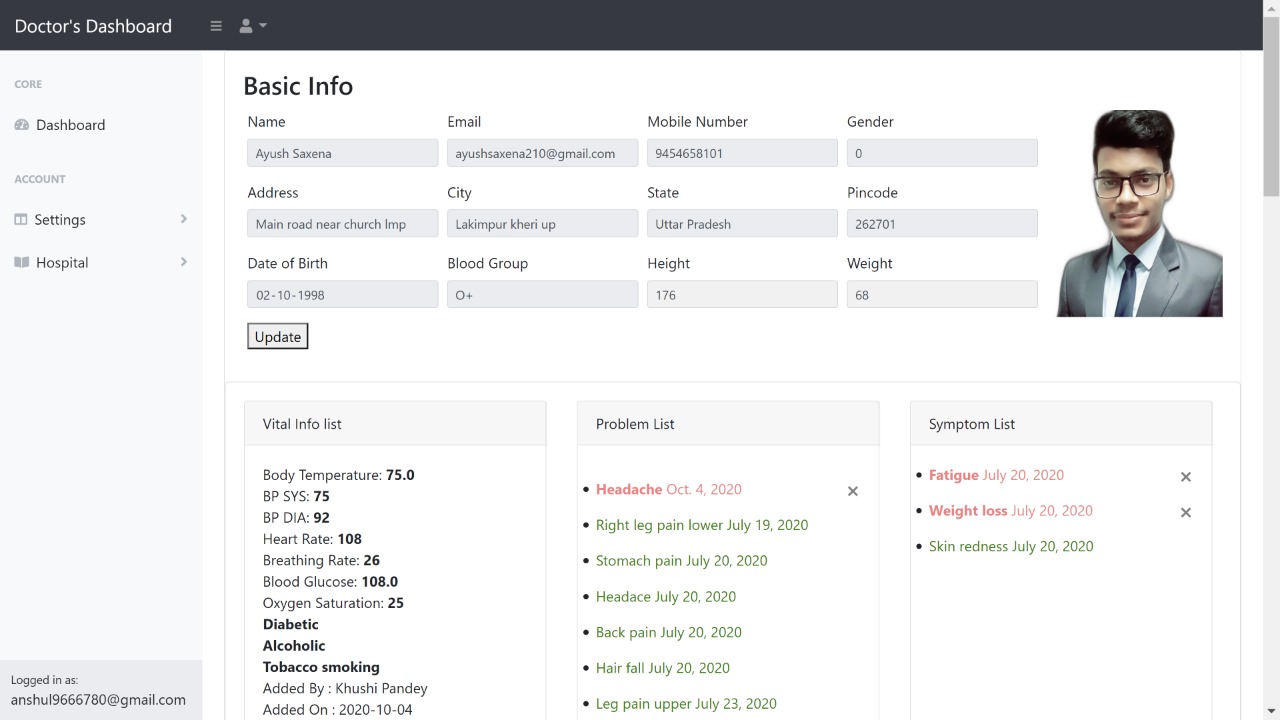 Doctor's Dashboard
CORE
Dashboard
ACCOUNT
Settings
Hospital
Logged in as:
anshul9666780@gmail.com
Basic Info
Name Email Mobile Number Gender
Ayush Saxena ayushsaxena210@gmail.com 9454658101 0
Address City State Pincode
Main road near church lmp Lakimpur kheri up Uttar Pradesh 262701
Date of Birth Blood Group Height Weight
02-10-1998 O+ 176 68
Update
Vital Info list
Body Temperature: 75.0
BP SYS: 75
BP DIA: 92
Heart Rate: 108
Breathing Rate: 26
Blood Glucose: 108.0
Oxygen Saturation: 25
Diabetic
Alcoholic
Tobacco smoking
Added By : Khushi Pandey
Added On : 2020-10-04
Problem List
Headache Oct. 4, 2020
Right leg pain lower July 19, 2020
Stomach pain July 20, 2020
Headace July 20, 2020
Back pain July 20, 2020
Hair fall July 20, 2020
Leg pain upper July 23, 2020
Symptom List
Fatigue July 20, 2020
Weight loss July 20, 2020
Skin redness July 20, 2020